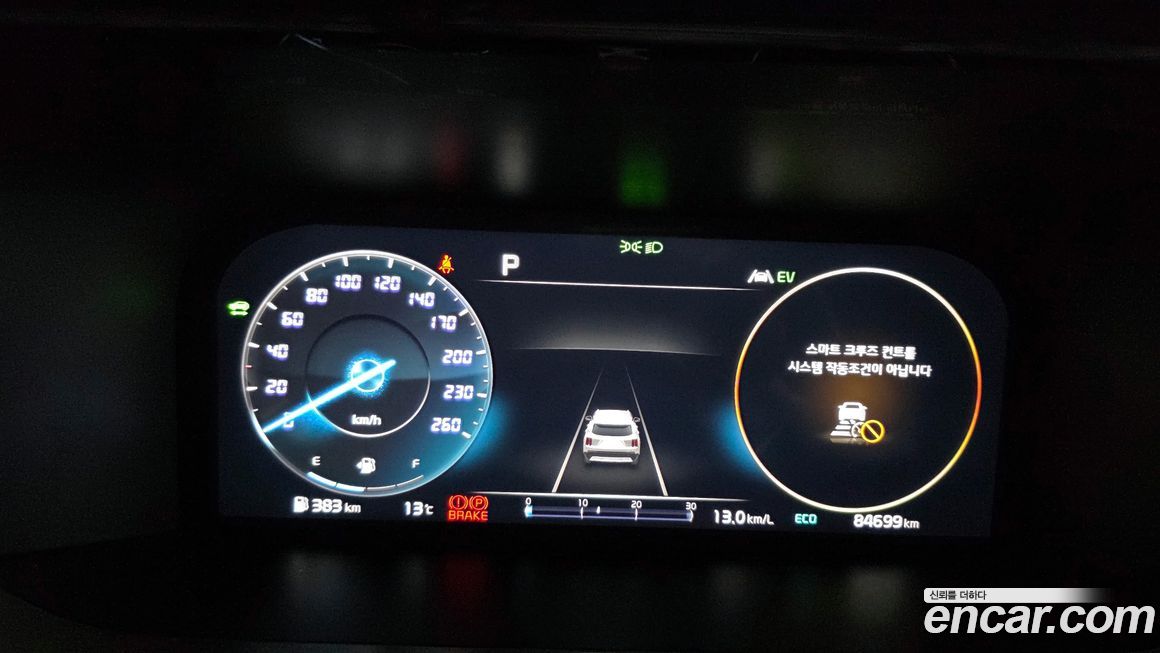 P
EV
0
20
40
60
80
100
120
140
170
200
230
260
km/h
E
F
스마트 크루즈 컨트롤
시스템 작동조건이 아닙니다
383 km
13℃
(!) (P)
BRAKE
0 10 20 30
13.0 km/L
ECO
84699 km
신뢰를 더하다
encar.com